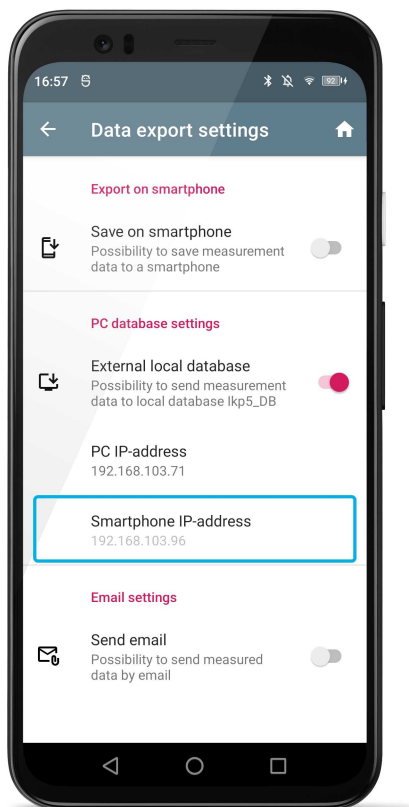 16:57
92
Data export settings
Export on smartphone
Save on smartphone
Possibility to save measurement
data to a smartphone
PC database settings
External local database
Possibility to send measurement
data to local database Ikp5_DB
PC IP-address
192.168.103.71
Smartphone IP-address
192.168.103.96
Email settings
Send email
Possibility to send measured
data by email